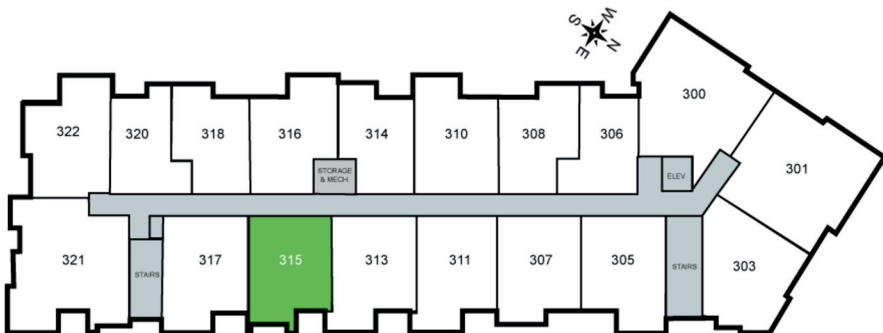 W
S
N
E
300
322
320
318
316
314
310
308
306
301
STORAGE
& MECH.
ELEV.
321
317
315
313
311
307
305
303
STAIRS
STAIRS